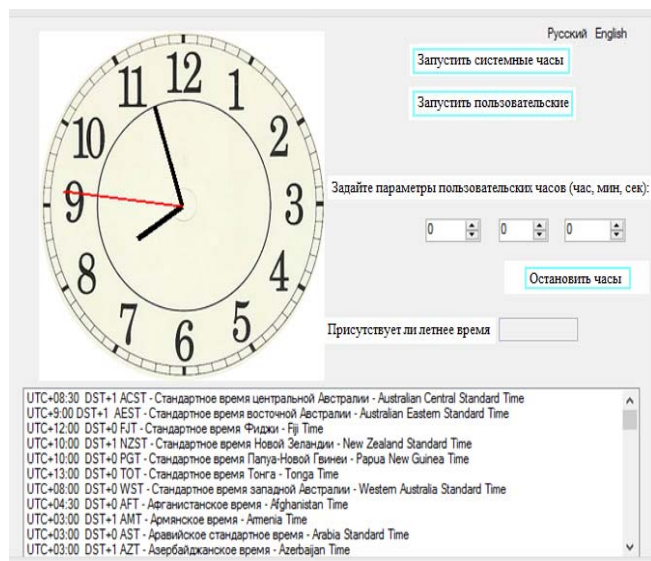 Русский English
Запустить системные часы
Запустить пользовательские
12
11
1
10
2
9
3
8
4
7
5
6
Задайте параметры пользовательских часов (час, мин, сек):
0 0 0
Остановить часы
Присутствует ли летнее время
UTC+08:30 DST+1 ACST - Стандартное время центральной Австралии - Australian Central Standard Time
UTC+9:00 DST+1 AEST - Стандартное время восточной Австралии - Australian Eastern Standard Time
UTC+12:00 DST+0 FJT - Стандартное время Фиджи - Fiji Time
UTC+10:00 DST+1 NZST - Стандартное время Новой Зеландии - New Zealand Standard Time
UTC+10:00 DST+0 PGT - Стандартное время Папуа-Новой Гвинеи - Papua New Guinea Time
UTC+13:00 DST+0 TOT - Стандартное время Тонга - Tonga Time
UTC+08:00 DST+0 WST - Стандартное время западной Австралии - Western Australia Standard Time
UTC+04:30 DST+0 AFT - Афганистанское время - Afghanistan Time
UTC+03:00 DST+1 AMT - Армянское время - Armenia Time
UTC+03:00 DST+0 AST - Аравийское стандартное время - Arabia Standard Time
UTC+03:00 DST+1 AZT - Азербайджанское время - Azerbaijan Time